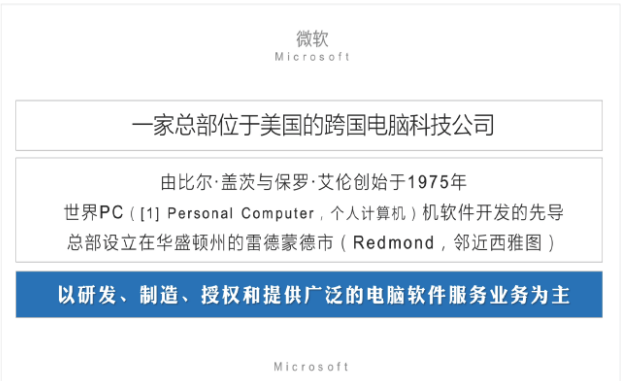 微软
Microsoft
一家总部位于美国的跨国电脑科技公司
由比尔·盖茨与保罗·艾伦创始于1975年
世界PC（[1] Personal Computer，个人计算机）机软件开发的先导
总部设立在华盛顿州的雷德蒙德市（Redmond，邻近西雅图）
以研发、制造、授权和提供广泛的电脑软件服务业务为主
Microsoft